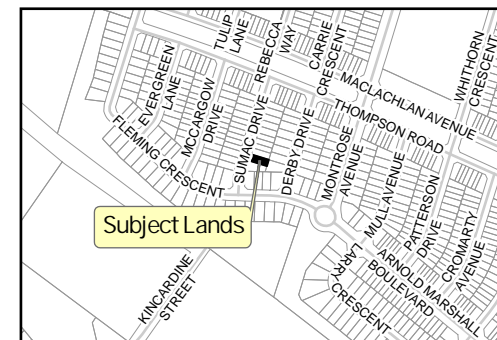 TULIP
LANE
REBECCA
WAY
CARRIE
CRESCENT
WHITHORN
CRESCENT
EVERGREEN
LANE
MCCARGOW
DRIVE
MACLACHLAN AVENUE
THOMPSON ROAD
FLEMING CRESCENT
SUMAC DRIVE
DERBY DRIVE
MONTROSE
AVENUE
MULL AVENUE
PATTERSON
DRIVE
CROMARTY
AVENUE
Subject Lands
KINCARDINE
STREET
LARRY
CRESCENT
ARNOLD MARSHALL
BOULEVARD